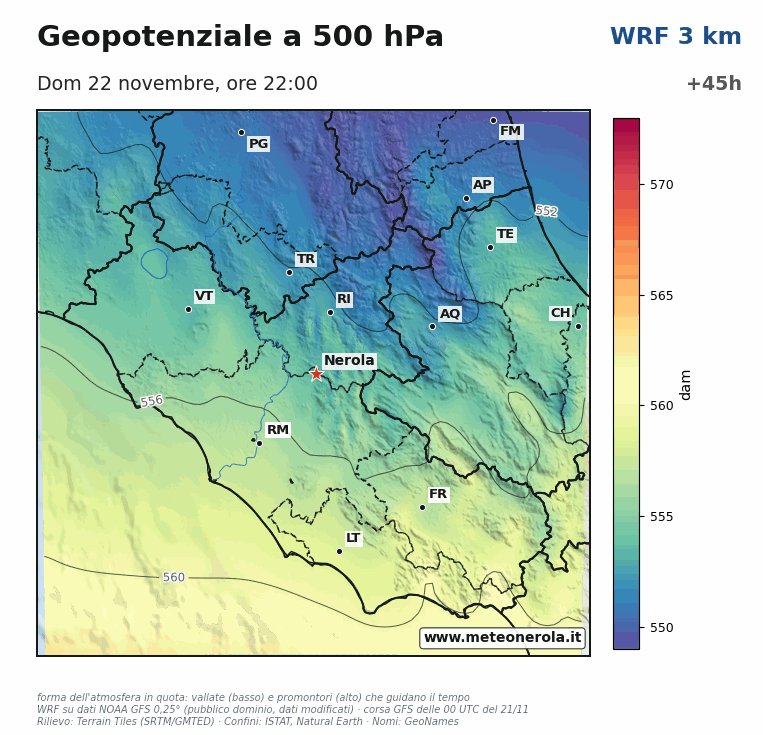 Geopotenziale a 500 hPa
WRF 3 km
Dom 22 novembre, ore 22:00
+45h
PG
FM
AP
552
TE
TR
VT
RI
AQ
CH
Nerola
556
RM
FR
LT
560
www.meteonerola.it
570
565
560
555
550
dam
forma dell'atmosfera in quota: vallate (basso) e promontori (alto) che guidano il tempo
WRF su dati NOAA GFS 0,25° (pubblico dominio, dati modificati) · corsa GFS delle 00 UTC del 21/11
Rilievo: Terrain Tiles (SRTM/GMTED) · Confini: ISTAT, Natural Earth · Nomi: GeoNames